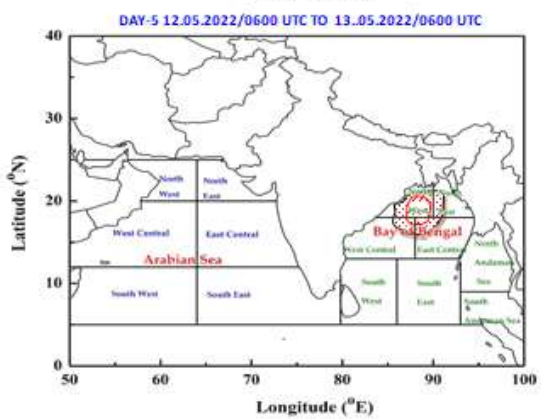 DAY-5 12.05.2022/0600 UTC TO 13..05.2022/0600 UTC
40
30
20
10
0
Latitude (°N)
North
West
North
East
West Central
East Central
Arabian Sea
South West
South East
Bay of Bengal
West Central
East Central
South
West
South
East
North
Andaman
Sea
South
Andaman Sea
50
60
70
80
90
100
Longitude (°E)